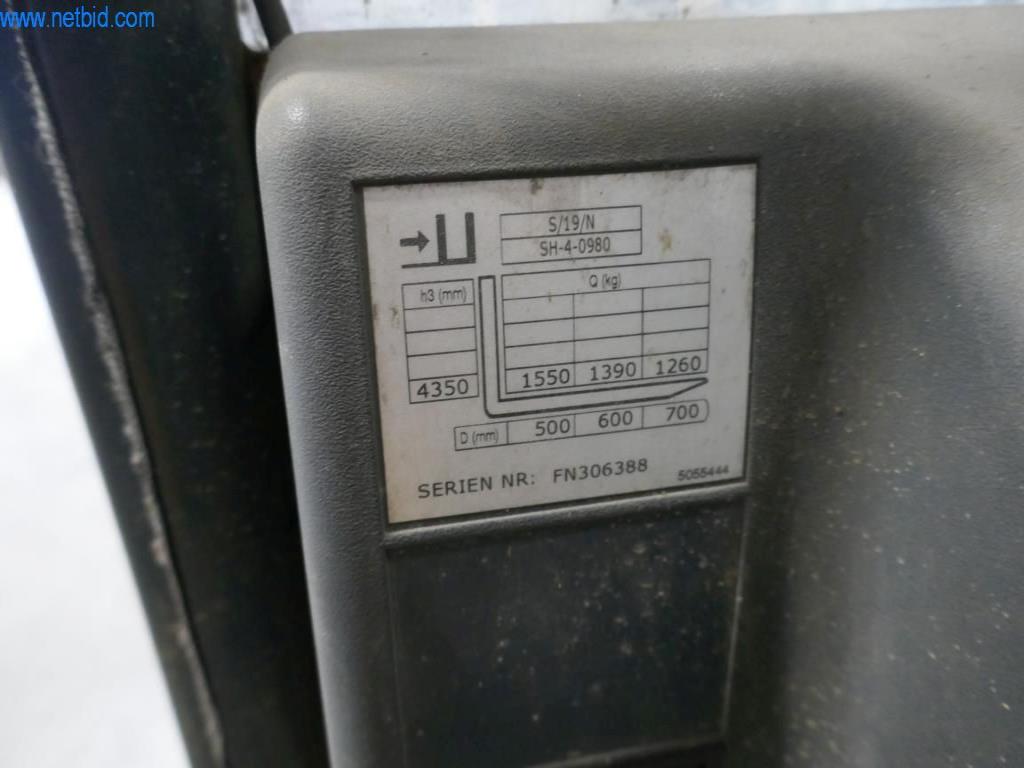 www.netbid.com
S/19/N
SH-4-0980
h3 (mm) Q (kg)
4350 1550 1390 1260
D (mm) 500 600 700
SERIEN NR: FN306388 5055444